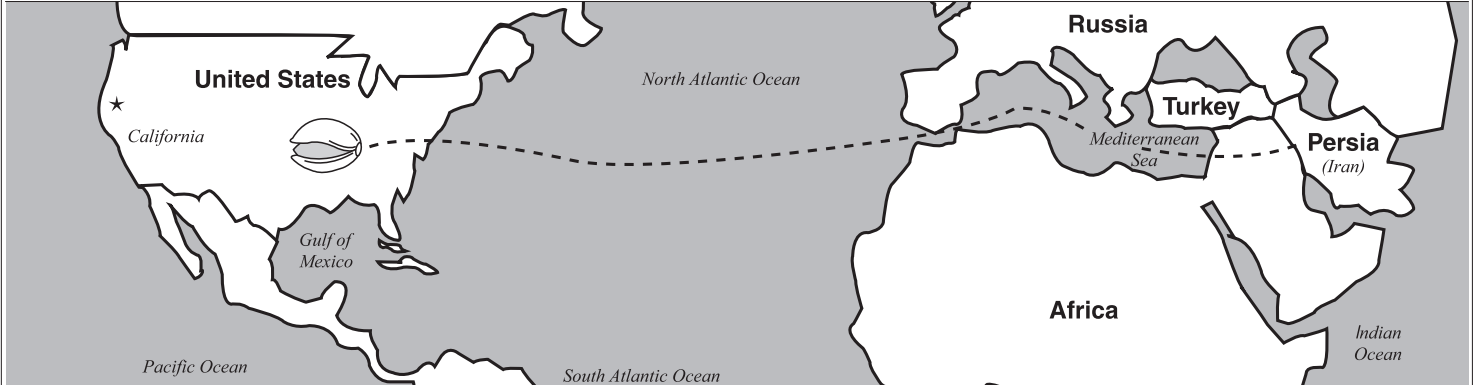 Russia
United States
North Atlantic Ocean
Turkey
California
Mediterranean
Sea
Persia
(Iran)
Gulf of
Mexico
Africa
Indian
Ocean
Pacific Ocean
South Atlantic Ocean